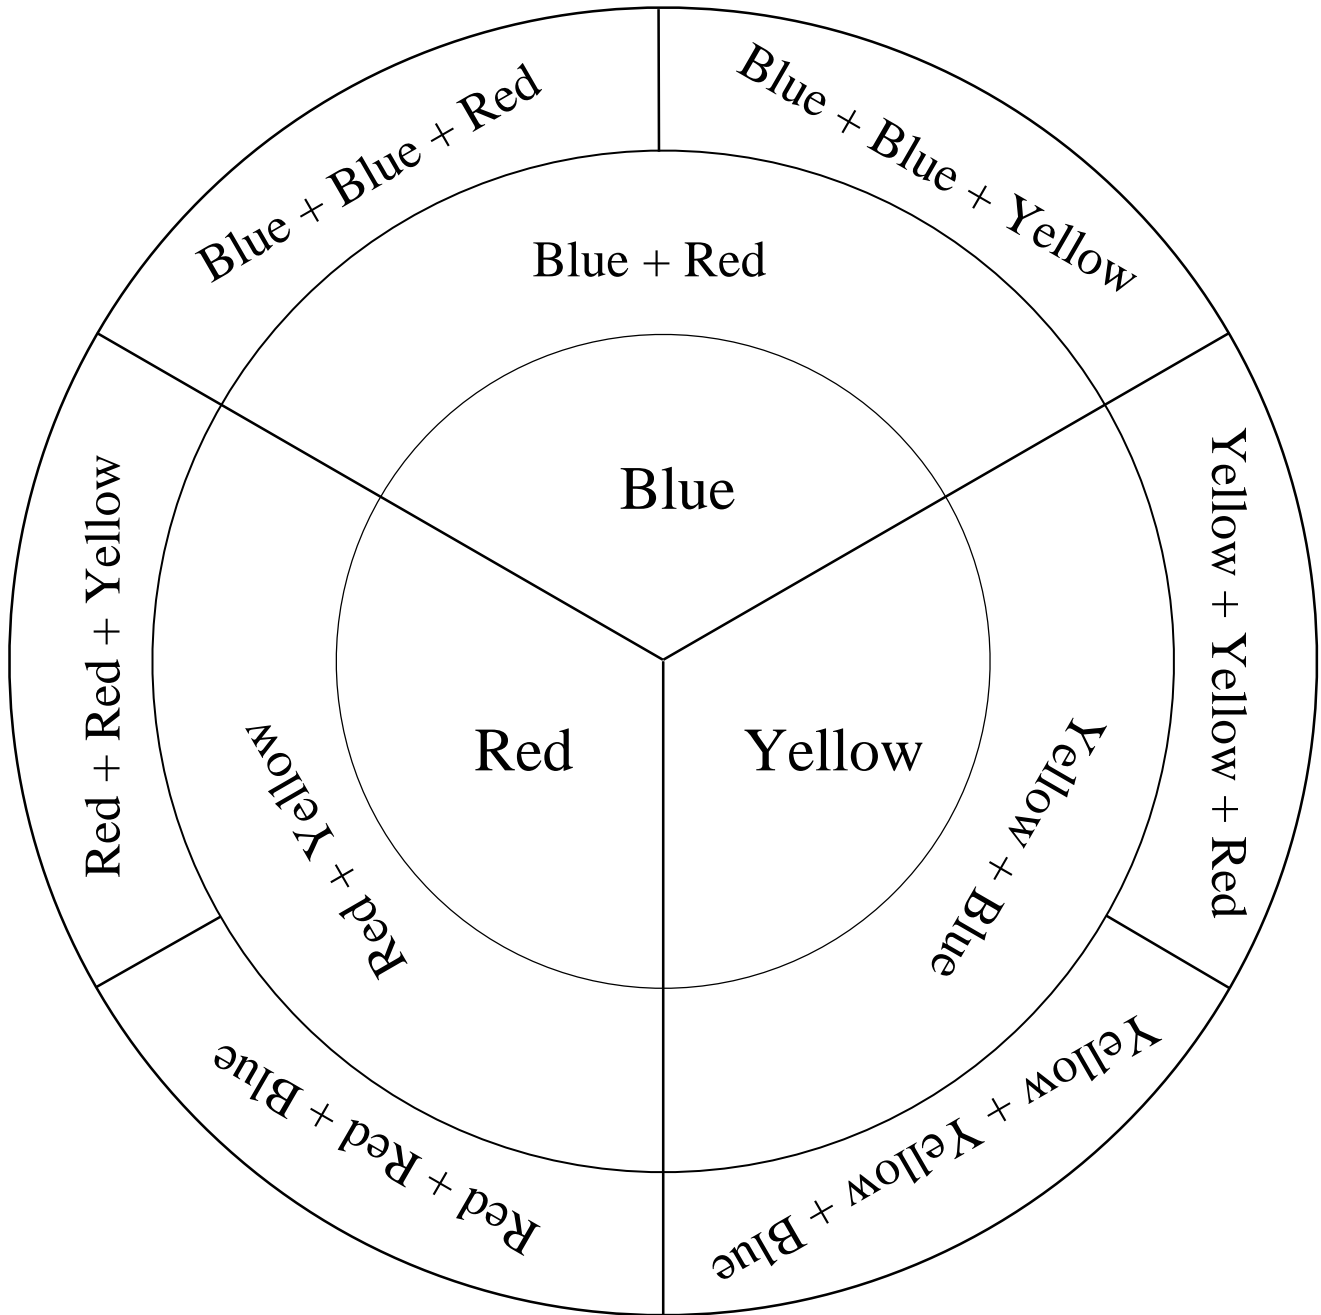 Blue + Blue + Red
Blue + Blue + Yellow
Blue + Red
Blue
Red + Red + Yellow
Yellow + Yellow + Red
Red
Yellow
Red + Yellow
Yellow + Blue
Red + Red + Blue
Yellow + Yellow + Blue